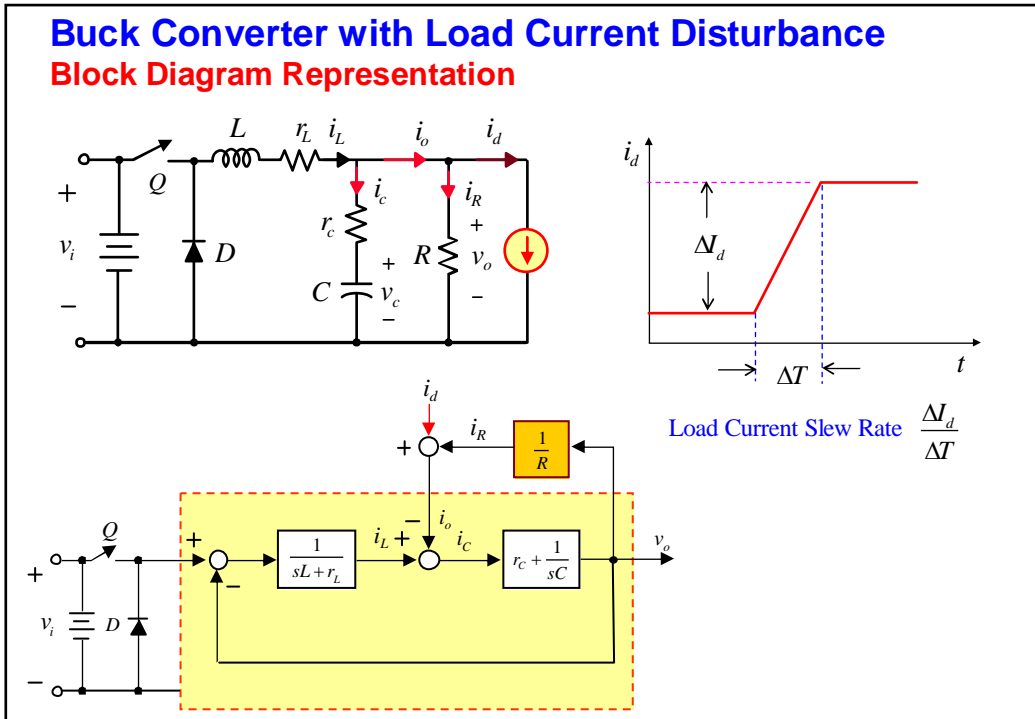 Buck Converter with Load Current Disturbance
Block Diagram Representation
L r_L i_L i_o i_d
+ Q i_c i_R
r_c +
v_i D + R v_o
C v_c −
− −
i_d
ΔI_d
t
ΔT
Load Current Slew Rate ΔI_d/ΔT
i_d
+ i_R 1/R
− i_o
Q + 1/(sL + r_L) i_L + i_C r_C + 1/(sC) v_o
+ −
v_i D
−